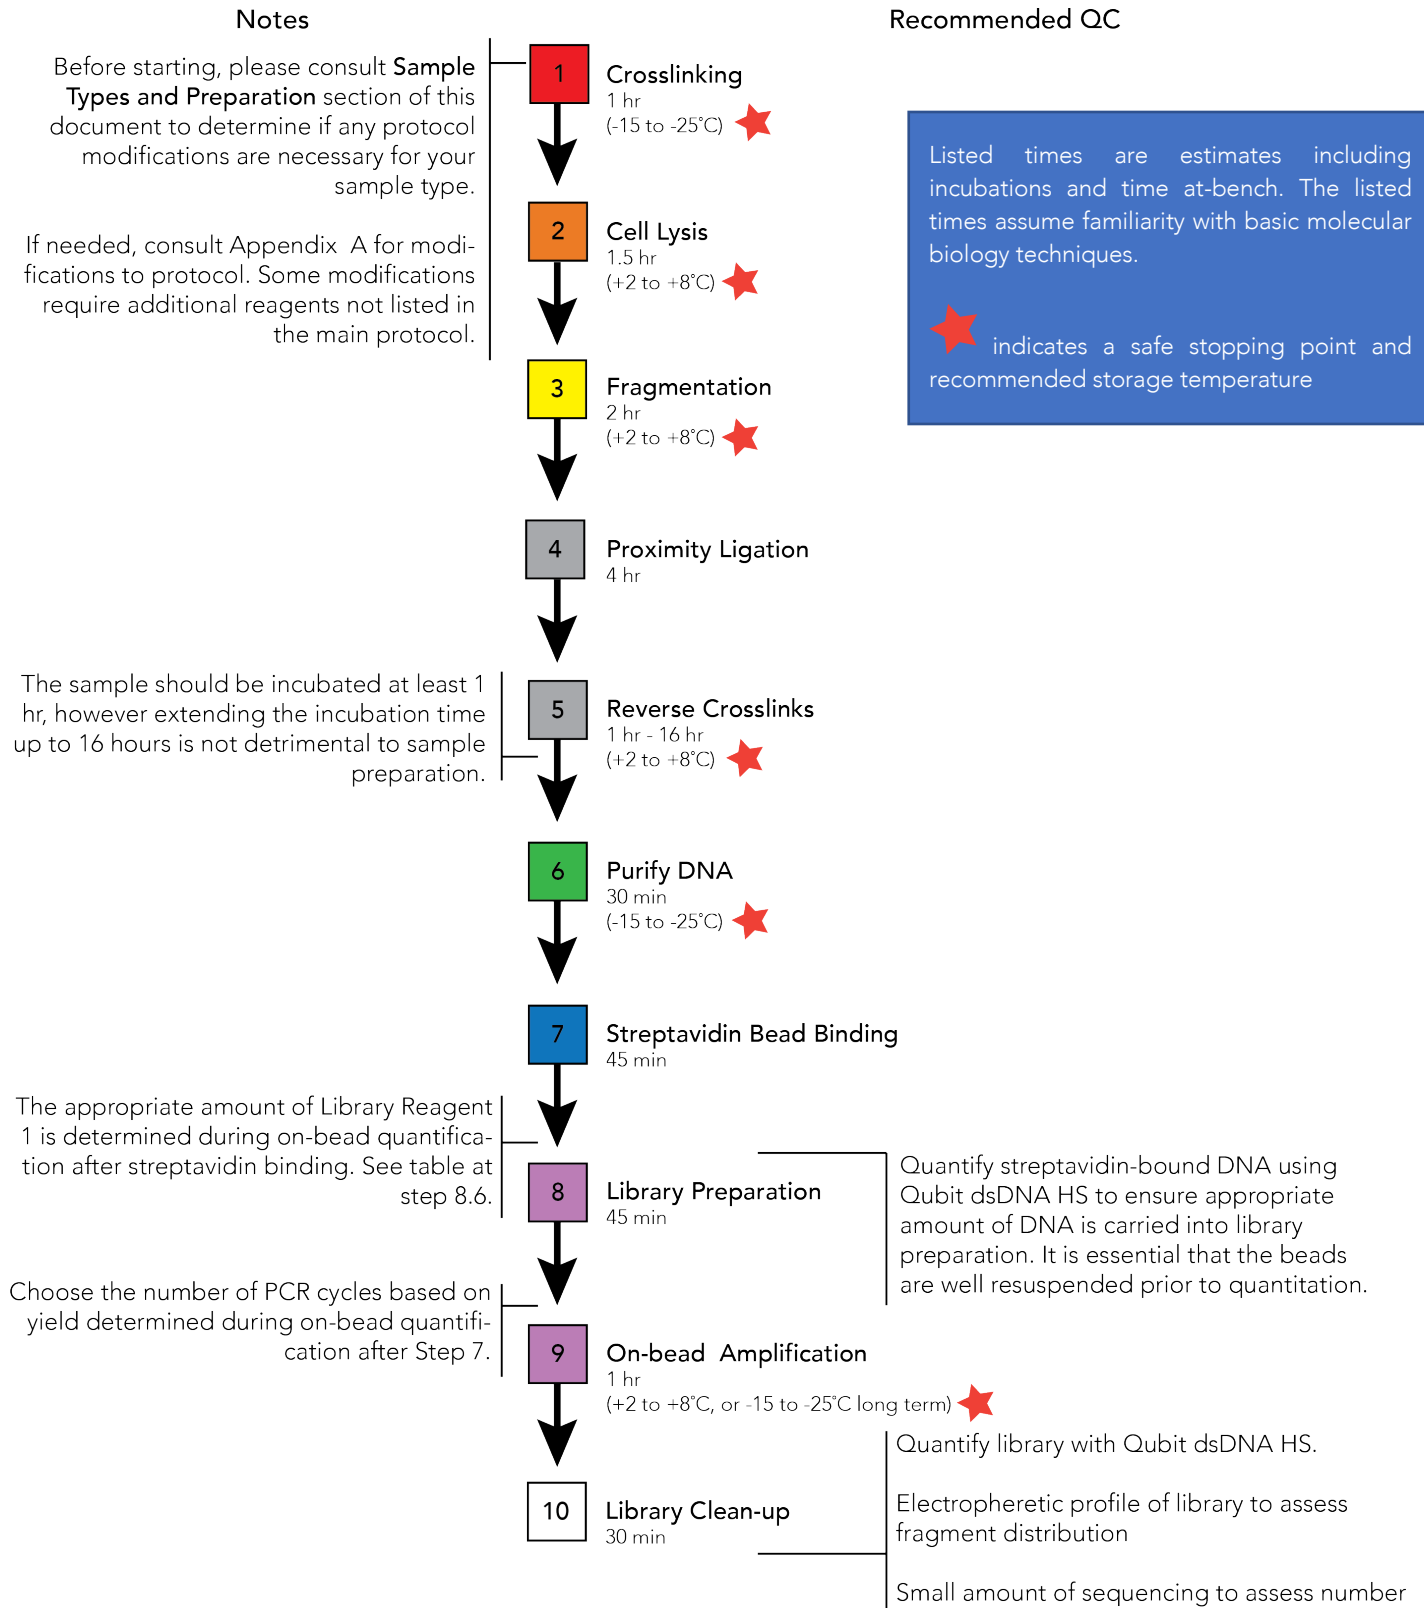 Notes
Recommended QC
Before starting, please consult Sample
Types and Preparation section of this
document to determine if any protocol
modifications are necessary for your
sample type.
If needed, consult Appendix A for modi-
fications to protocol. Some modifications
require additional reagents not listed in
the main protocol.
1
Crosslinking
1 hr
(-15 to -25˚C)
Listed times are estimates including
incubations and time at-bench. The listed
times assume familiarity with basic molecular
biology techniques.
indicates a safe stopping point and
recommended storage temperature
2
Cell Lysis
1.5 hr
(+2 to +8˚C)
3
Fragmentation
2 hr
(+2 to +8˚C)
4
Proximity Ligation
4 hr
The sample should be incubated at least 1
hr, however extending the incubation time
up to 16 hours is not detrimental to sample
preparation.
5
Reverse Crosslinks
1 hr - 16 hr
(+2 to +8˚C)
6
Purify DNA
30 min
(-15 to -25˚C)
7
Streptavidin Bead Binding
45 min
The appropriate amount of Library Reagent
1 is determined during on-bead quantifica-
tion after streptavidin binding. See table at
step 8.6.
8
Library Preparation
45 min
Quantify streptavidin-bound DNA using
Qubit dsDNA HS to ensure appropriate
amount of DNA is carried into library
preparation. It is essential that the beads
are well resuspended prior to quantitation.
Choose the number of PCR cycles based on
yield determined during on-bead quantifi-
cation after Step 7.
9
On-bead  Amplification
1 hr
(+2 to +8˚C, or -15 to -25˚C long term)
10
Library Clean-up
30 min
Quantify library with Qubit dsDNA HS.
Electropheretic profile of library to assess
fragment distribution
Small amount of sequencing to assess number